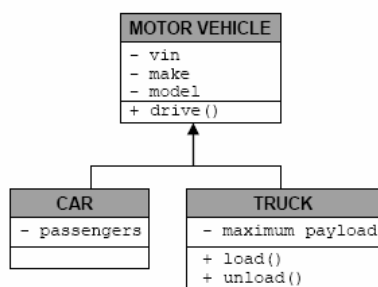 MOTOR VEHICLE
- vin
- make
- model
+ drive()
CAR
- passengers
TRUCK
- maximum payload
+ load()
+ unload()